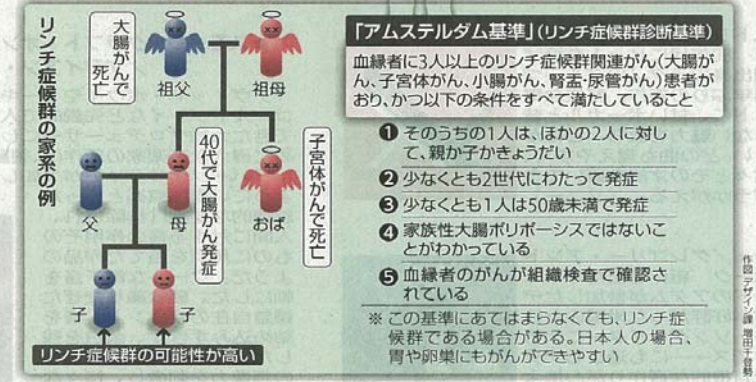 リンチ症候群の家系の例
大腸がんで
死亡
祖父
祖母
40代で大腸がん発症
子宮体がんで死亡
父
母
おば
子
子
リンチ症候群の可能性が高い
「アムステルダム基準」(リンチ症候群診断基準)
血縁者に3人以上のリンチ症候群関連がん(大腸が
ん、子宮体がん、小腸がん、腎盂・尿管がん)患者が
おり、かつ以下の条件をすべて満たしていること
❶ そのうちの1人は、ほかの2人に対し
て、親か子かきょうだい
❷ 少なくとも2世代にわたって発症
❸ 少なくとも1人は50歳未満で発症
❹ 家族性大腸ポリポーシスではないこ
とがわかっている
❺ 血縁者のがんが組織検査で確認さ
れている
※ この基準にあてはまらなくても、リンチ症
候群である場合がある。日本人の場合、
胃や卵巣にもがんができやすい
作図 デザイン課 増田千登勢